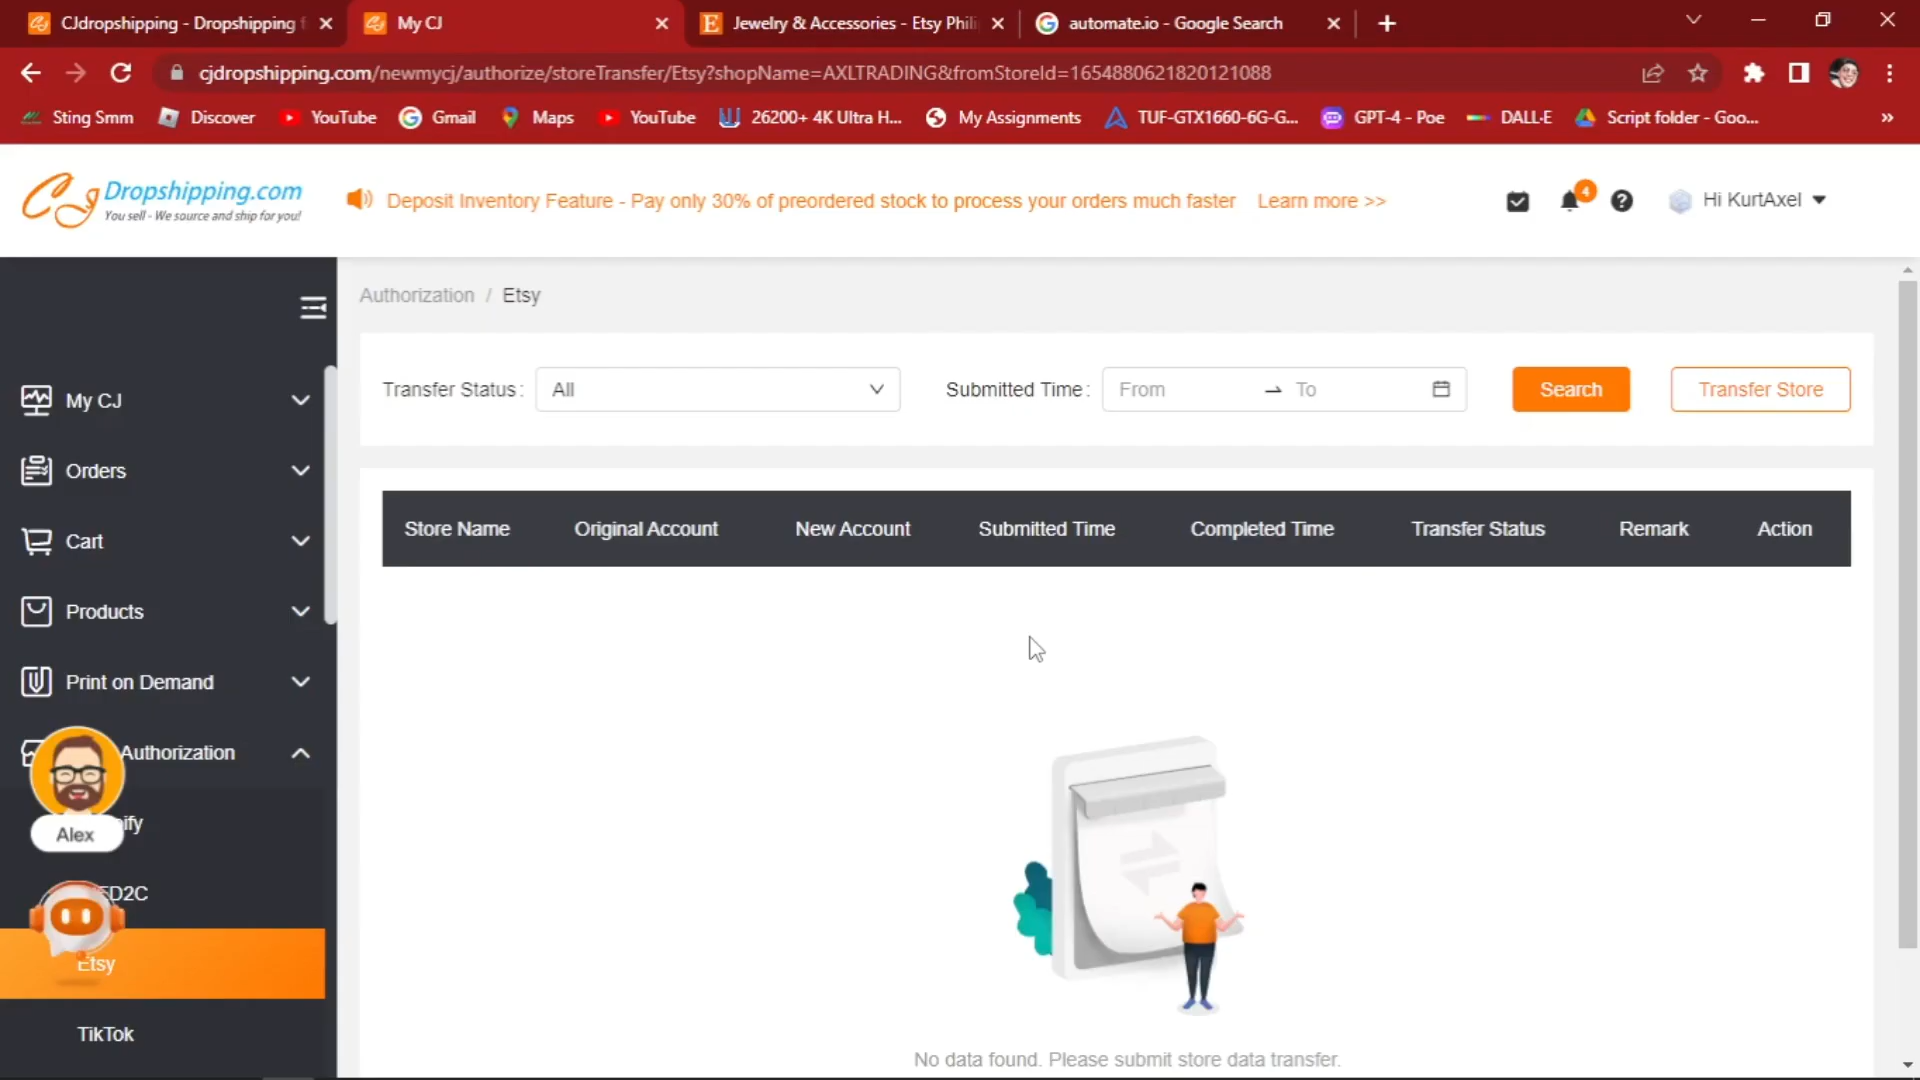 CJdropshipping - Dropshipping
My CJ
Jewelry & Accessories - Etsy Phili
automate.io - Google Search
cjdropshipping.com/newmycj/authorize/storeTransfer/Etsy?shopName=AXLTRADING&fromStoreId=1654880621820121088
Sting Smm
Discover
YouTube
Gmail
Maps
YouTube
26200+ 4K Ultra H...
My Assignments
TUF-GTX1660-6G-G...
GPT-4 - Poe
DALL·E
Script folder - Goo...
»
CJ Dropshipping.com
You sell - We source and ship for you!
Deposit Inventory Feature - Pay only 30% of preordered stock to process your orders much faster Learn more >>
4
Hi KurtAxel
Authorization / Etsy
Transfer Status: All
Submitted Time: From To
Search
Transfer Store
My CJ
Orders
Cart
Products
Print on Demand
Authorization
Alex
ify
ED2C
Etsy
TikTok
Store Name Original Account New Account Submitted Time Completed Time Transfer Status Remark Action
No data found. Please submit store data transfer.